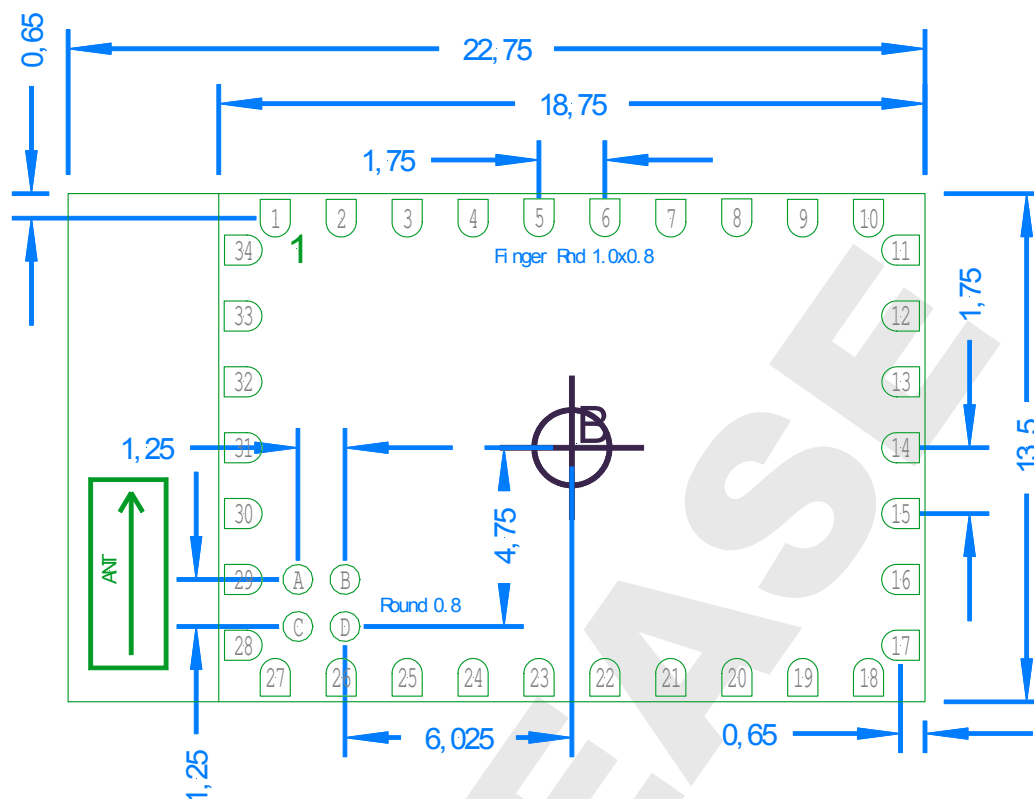 0,65
22,75
18,75
1,75
1 2 3 4 5 6 7 8 9 10
34 1 Finger Rnd 1.0x0.8 11
33 12 1,75
32 13
B
1,25 31 14 13,5
30 4,75 15
ANT
29 A B 16
C D Round 0.8
28 17
27 26 25 24 23 22 21 20 19 18
6,025 0,65
1,25
EASE